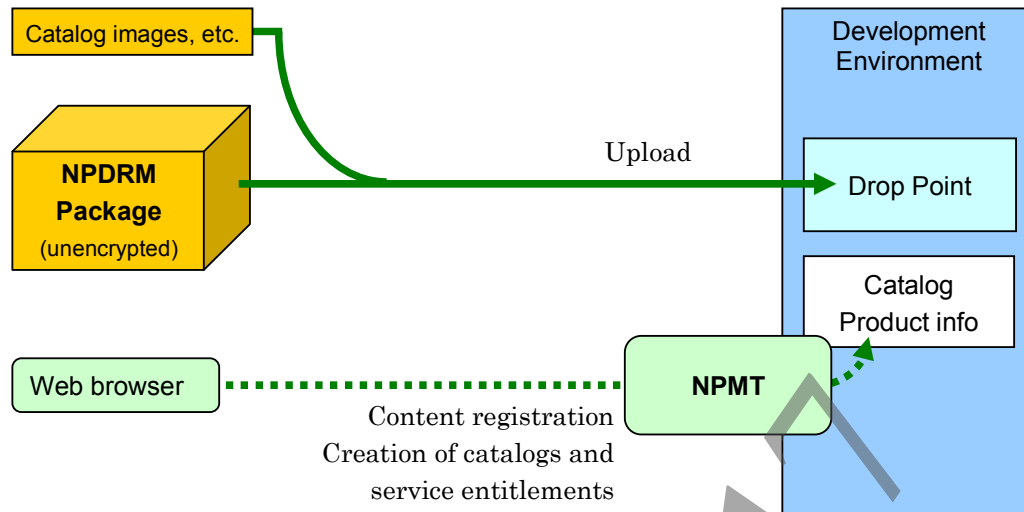 Catalog images, etc.
Development
Environment
NPDRM
Package
(unencrypted)
Upload
Drop Point
Catalog
Product info
Web browser
NPMT
Content registration
Creation of catalogs and
service entitlements